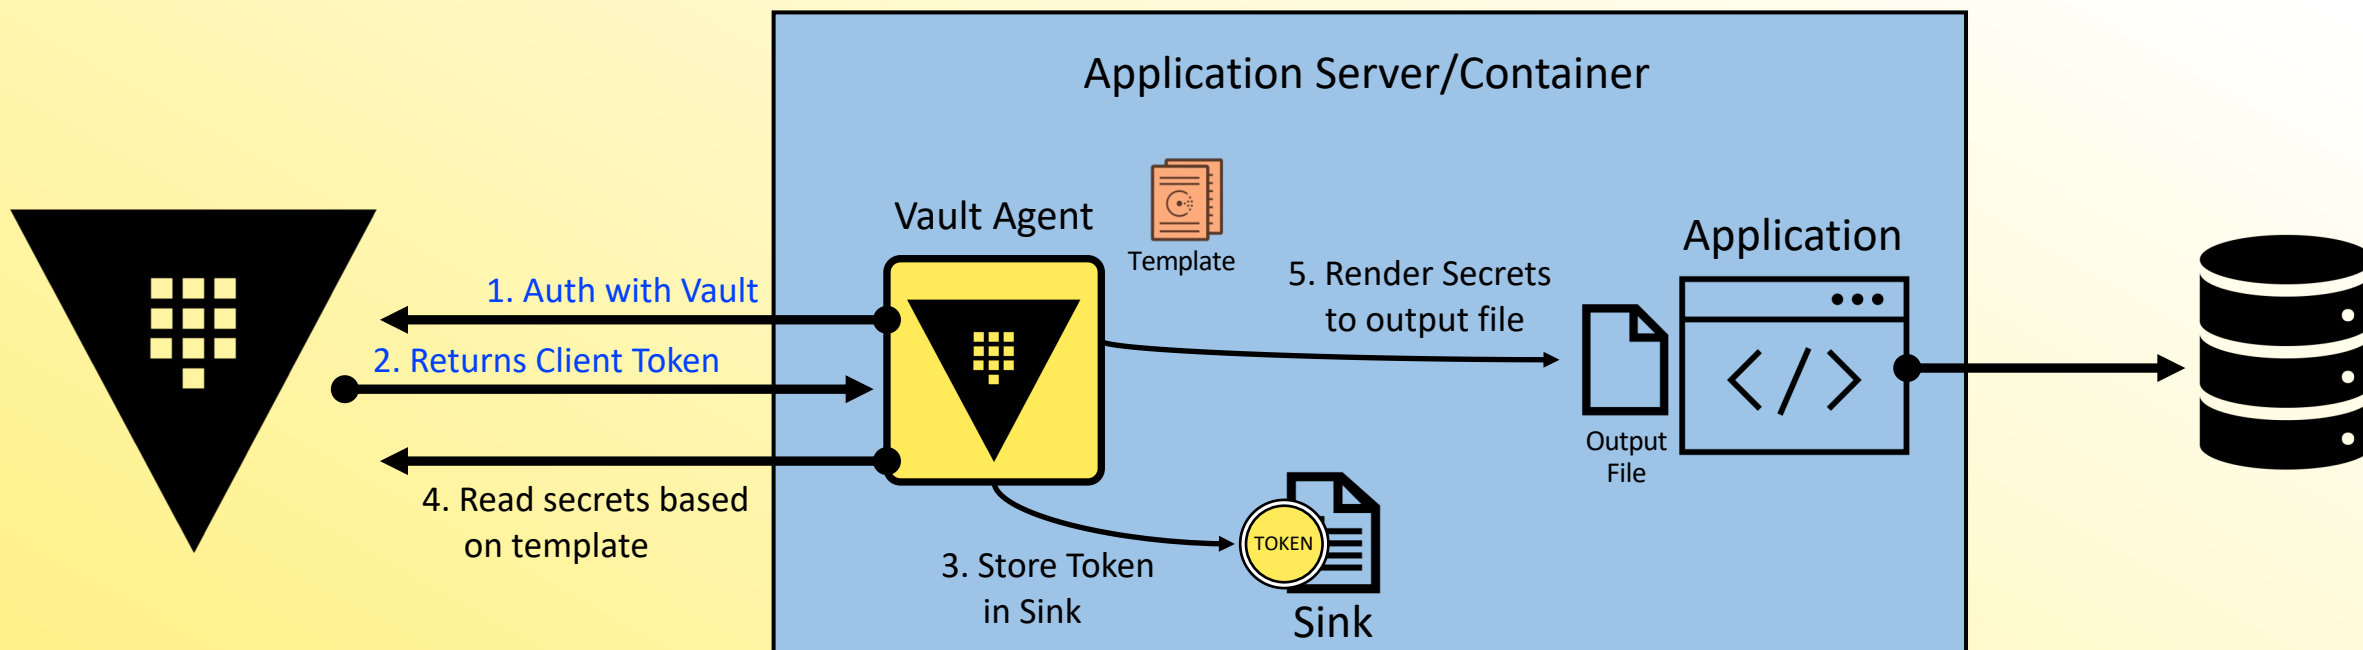 Application Server/Container
Vault Agent
Template
Application
1. Auth with Vault
2. Returns Client Token
4. Read secrets based
on template
5. Render Secrets
to output file
Output
File
3. Store Token
in Sink
TOKEN
Sink